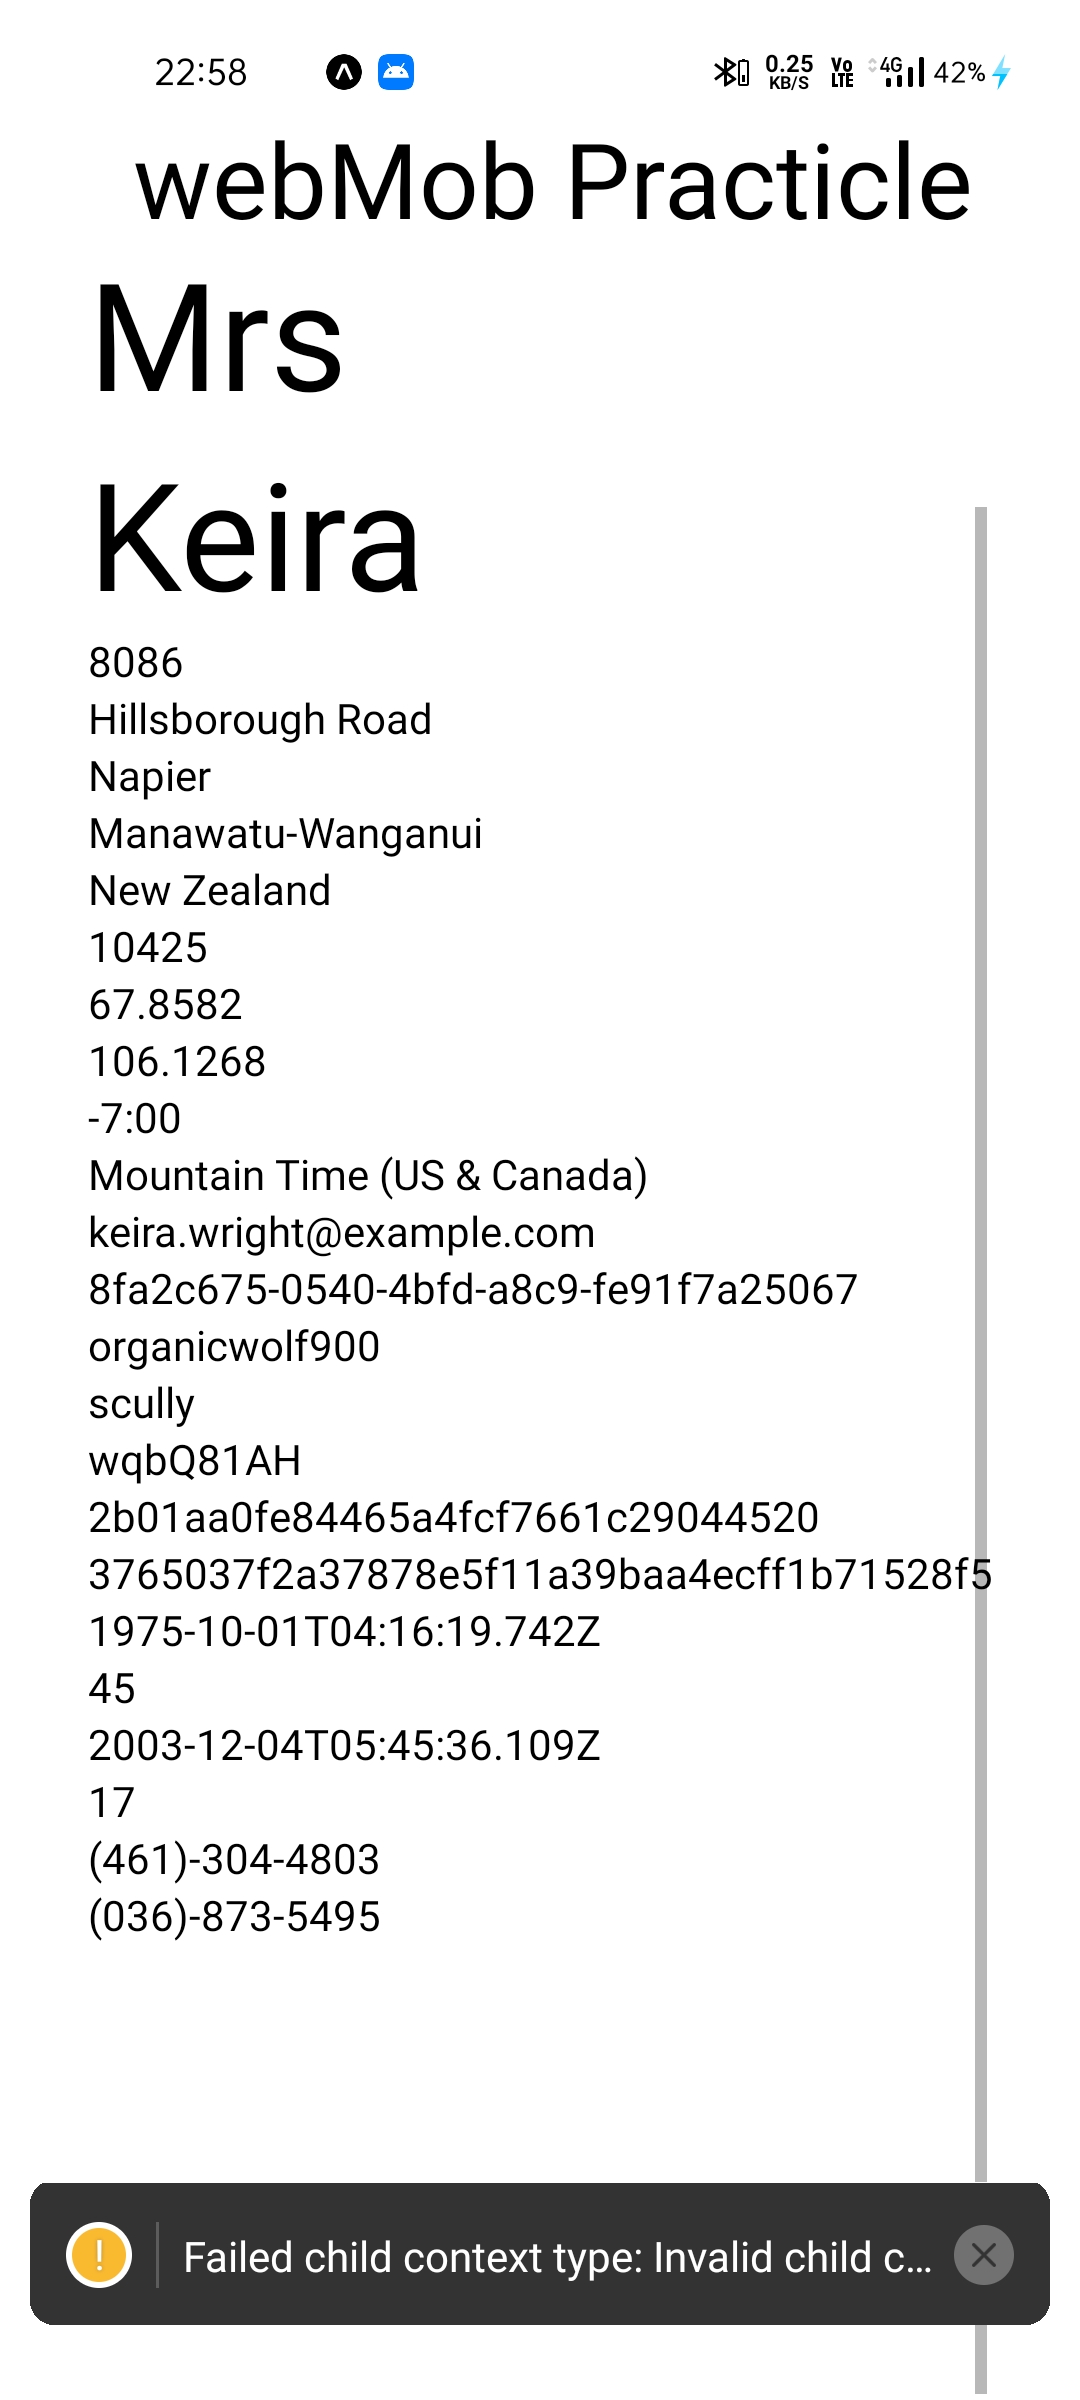 22:58 0.25 KB/S Vo LTE 4G 42%
webMob Practicle
Mrs
Keira
8086
Hillsborough Road
Napier
Manawatu-Wanganui
New Zealand
10425
67.8582
106.1268
-7:00
Mountain Time (US & Canada)
keira.wright@example.com
8fa2c675-0540-4bfd-a8c9-fe91f7a25067
organicwolf900
scully
wqbQ81AH
2b01aa0fe84465a4fcf7661c29044520
3765037f2a37878e5f11a39baa4ecff1b71528f5
1975-10-01T04:16:19.742Z
45
2003-12-04T05:45:36.109Z
17
(461)-304-4803
(036)-873-5495
Failed child context type: Invalid child c...